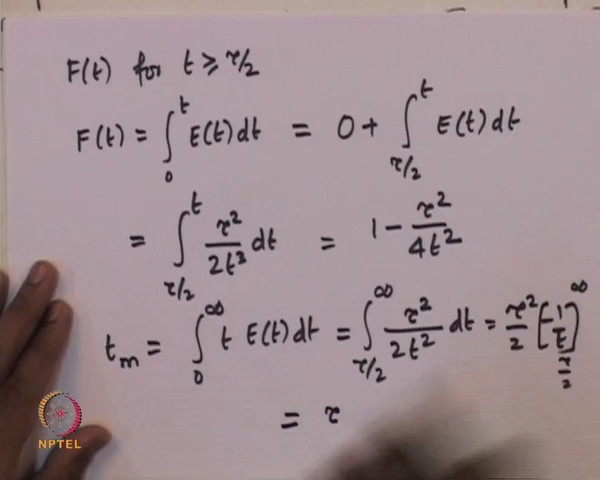 F(t) for t ≥ τ/2
F(t) = ∫₀ᵗ E(t) dt = 0 + ∫_{τ/2}^{t} E(t) dt
= ∫_{τ/2}^{t} τ²/2t³ dt = 1 − τ²/4t²
t_m = ∫₀^∞ t E(t) dt = ∫_{τ/2}^{∞} τ²/2t² dt = τ²/2 [−1/t]_{τ/2}^{∞}
= τ
NPTEL